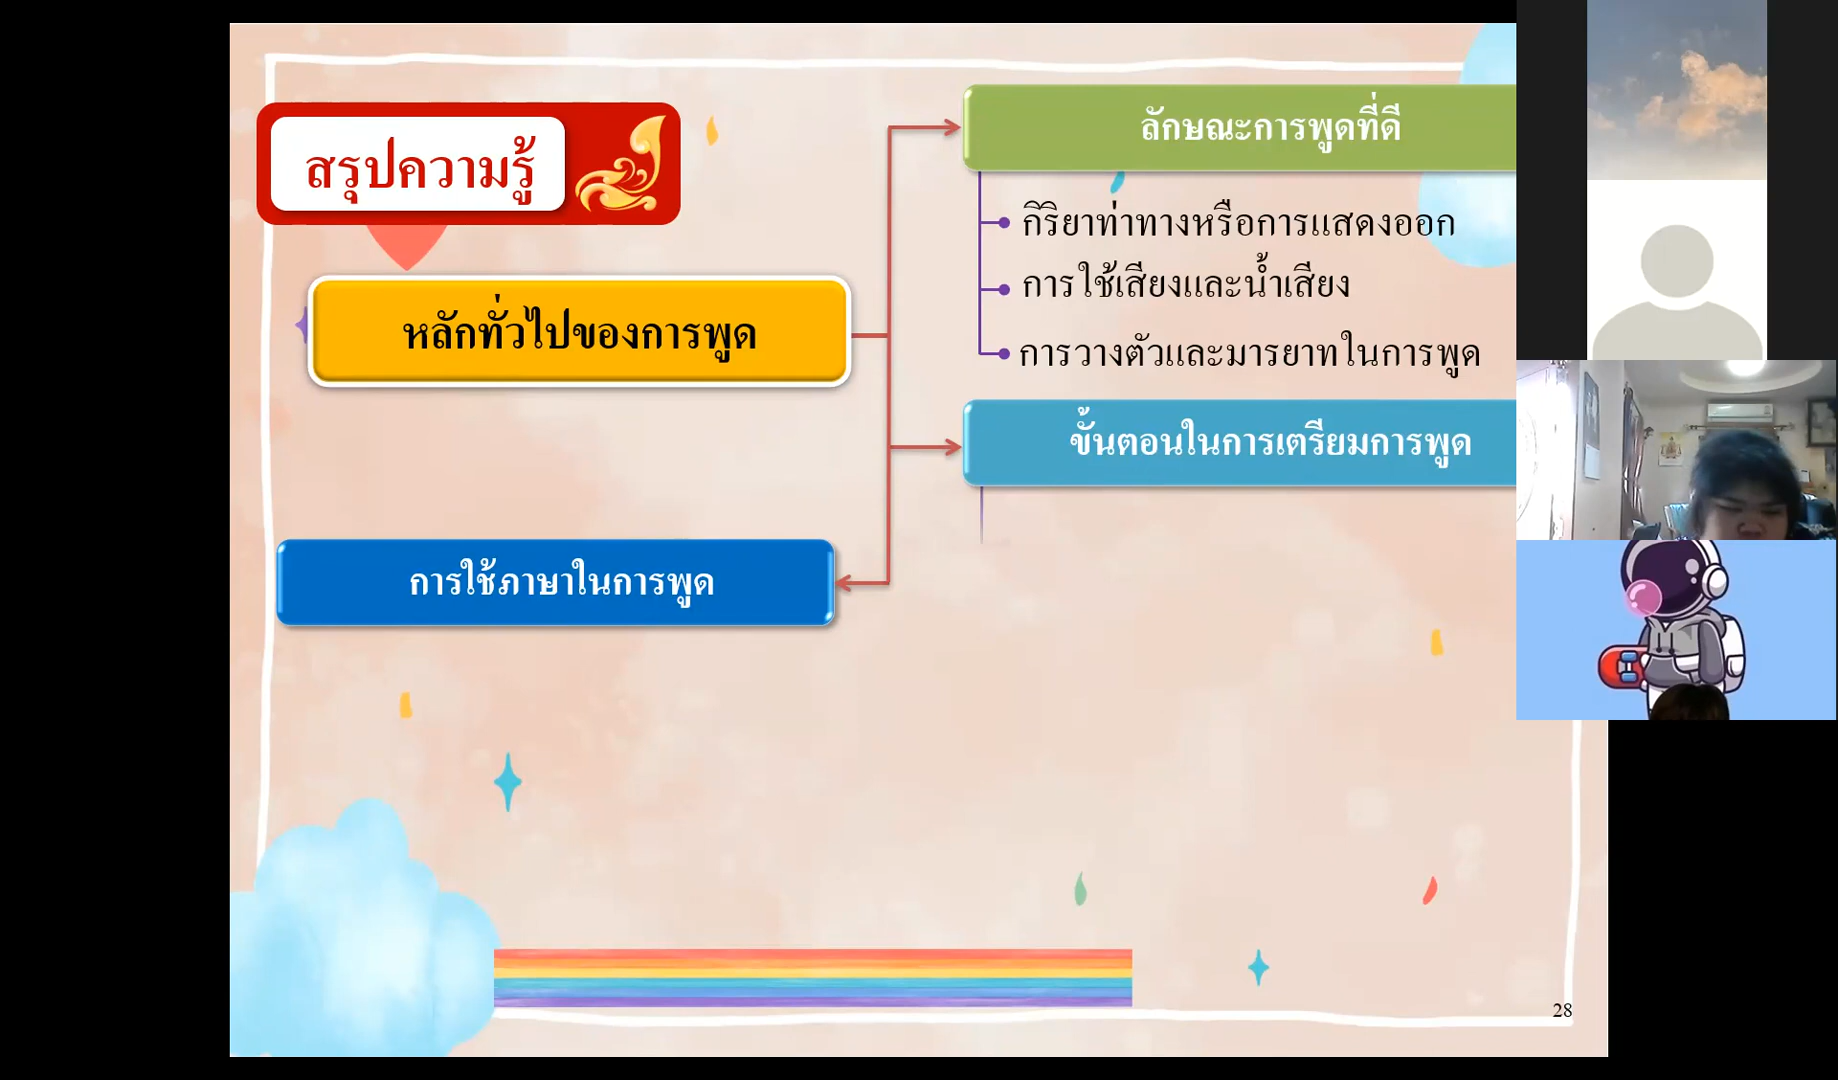 สรุปความรู้
หลักทั่วไปของการพูด
ลักษณะการพูดที่ดี
กิริยาท่าทางหรือการแสดงออก
การใช้เสียงและน้ำเสียง
การวางตัวและมารยาทในการพูด
ขั้นตอนในการเตรียมการพูด
การใช้ภาษาในการพูด
28